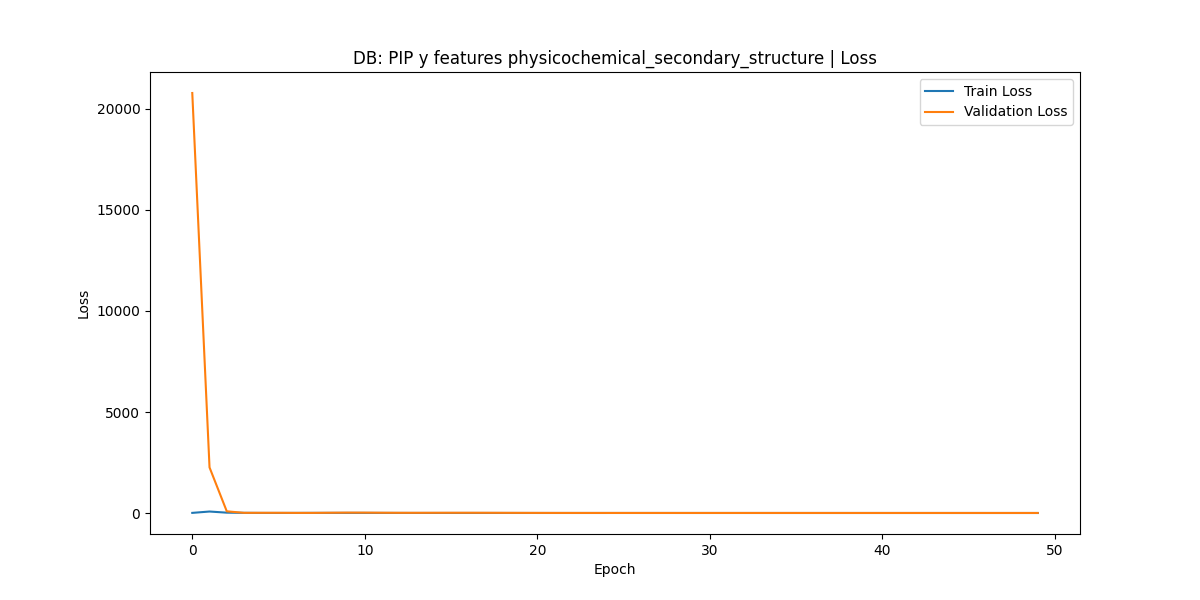 DB: PIP y features physicochemical_secondary_structure | Loss
Train Loss
Validation Loss
20000
15000
10000
5000
0
Loss
0 10 20 30 40 50
Epoch